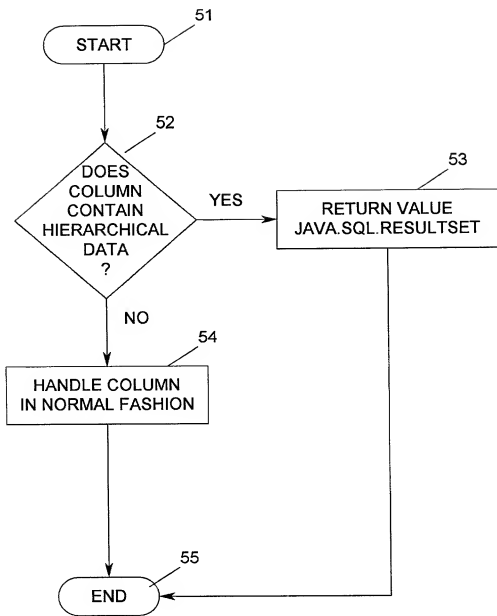 51
START
52
DOES
COLUMN
CONTAIN
HIERARCHICAL
DATA
?
YES
53
RETURN VALUE
JAVA.SQL.RESULTSET
NO
54
HANDLE COLUMN
IN NORMAL FASHION
55
END